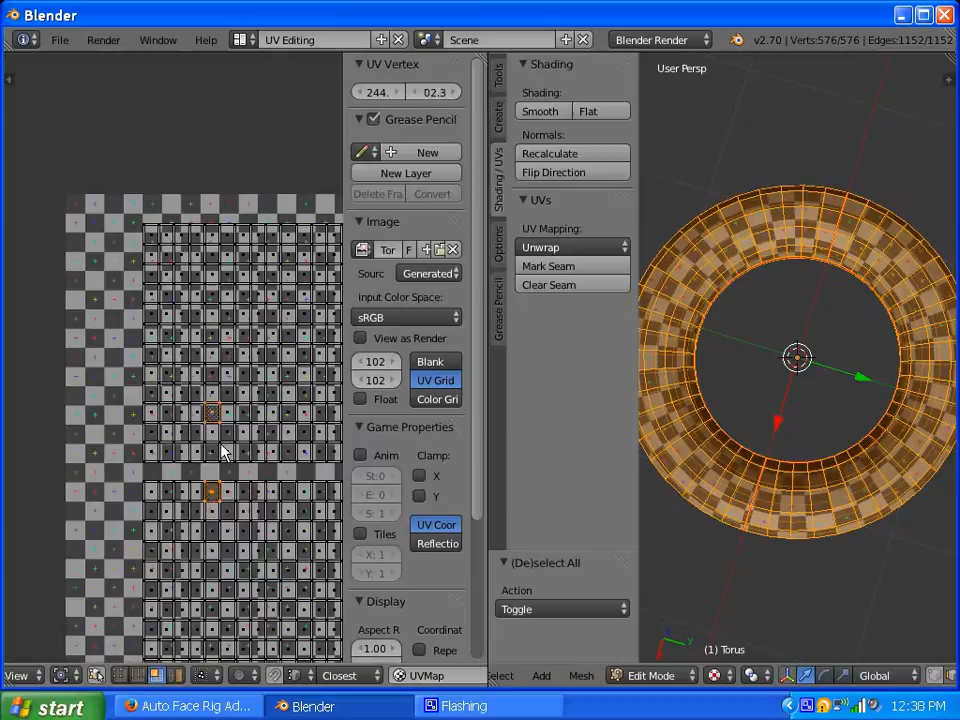 Blender
File Render Window Help UV Editing Scene Blender Render v2.70 | Verts:576/576 | Edges:1152/1152
UV Vertex
244. 02.3
Grease Pencil
New
New Layer
Delete Fra Convert
Image
Tor F
Sourc Generated
Input Color Space:
sRGB
View as Render
102 Blank
102 UV Grid
Float Color Gri
Game Properties
Anim Clamp:
St:0 X
E: 0 Y
S: 1
UV Coor
Tiles Reflectio
X: 1
Y: 1
Display
Aspect R Coordinat
1.00 Repe
Tools
Create
Shading / UVs
Options
Grease Pencil
Shading
Shading:
Smooth Flat
Normals:
Recalculate
Flip Direction
UVs
UV Mapping:
Unwrap
Mark Seam
Clear Seam
(De)select All
Action
Toggle
User Persp
(1) Torus
View Closest UVMap elect Add Mesh Edit Mode Global
start Auto Face Rig Ad... Blender Flashing 12:38 PM